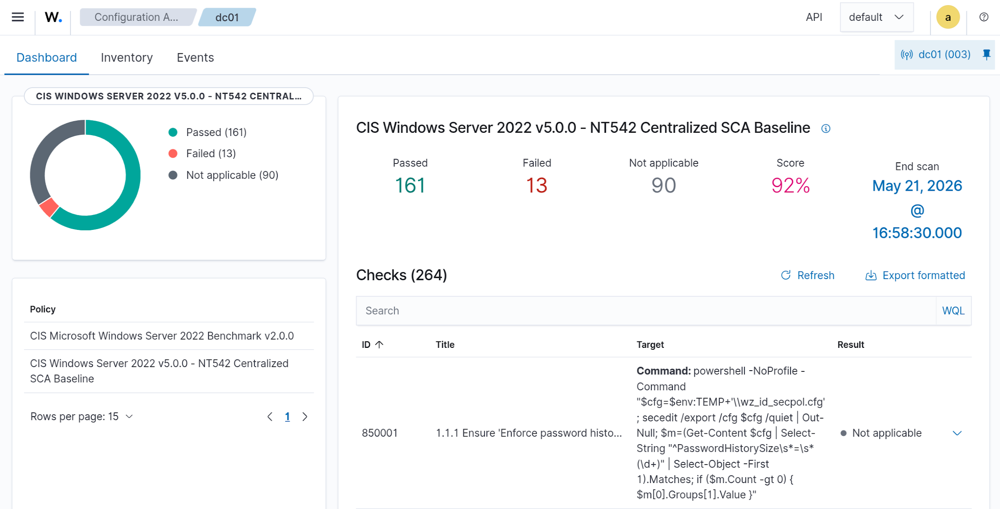 W.
Configuration A...
dc01
API
default
a
Dashboard
Inventory
Events
dc01 (003)
CIS WINDOWS SERVER 2022 V5.0.0 - NT542 CENTRAL...
Passed (161)
Failed (13)
Not applicable (90)
Policy
CIS Microsoft Windows Server 2022 Benchmark v2.0.0
CIS Windows Server 2022 v5.0.0 - NT542 Centralized
SCA Baseline
Rows per page: 15
1
CIS Windows Server 2022 v5.0.0 - NT542 Centralized SCA Baseline
Passed
161
Failed
13
Not applicable
90
Score
92%
End scan
May 21, 2026
@
16:58:30.000
Checks (264)
Refresh
Export formatted
Search
WQL
ID
Title
Target
Result
850001
1.1.1 Ensure 'Enforce password histo...
Command: powershell -NoProfile -
Command
"$cfg=$env:TEMP+'\\wz_id_secpol.cfg'
; secedit /export /cfg $cfg /quiet | Out-
Null; $m=(Get-Content $cfg | Select-
String "^PasswordHistorySize\s*=\s*
(\d+)" | Select-Object -First
1).Matches; if ($m.Count -gt 0) {
$m[0].Groups[1].Value }"
Not applicable